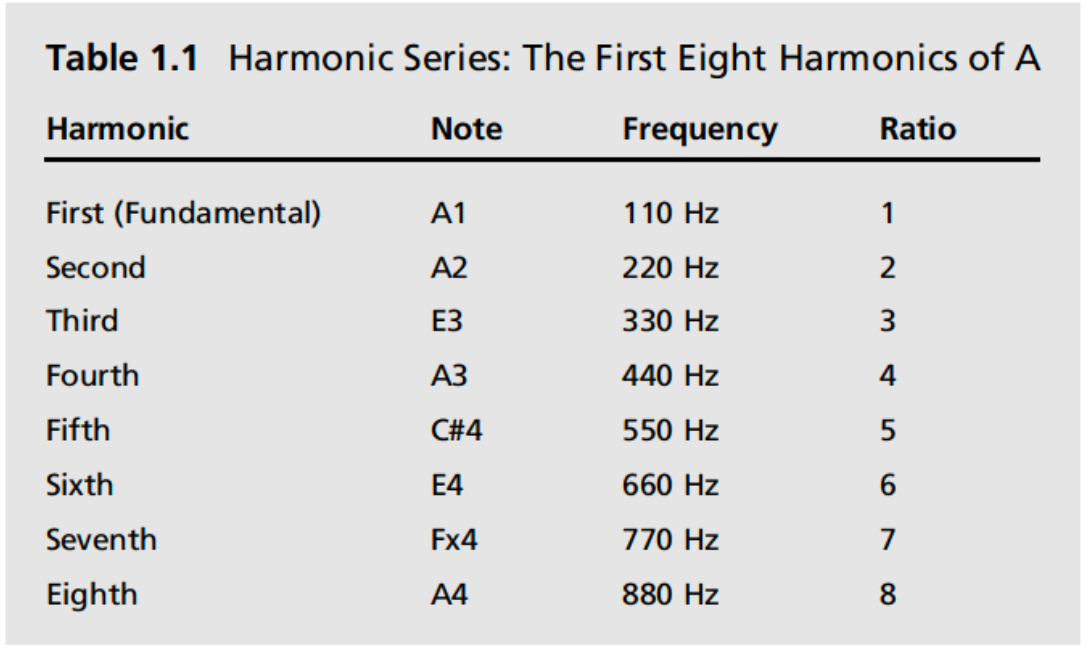 Table 1.1 Harmonic Series: The First Eight Harmonics of A
Harmonic Note Frequency Ratio
First (Fundamental) A1 110 Hz 1
Second A2 220 Hz 2
Third E3 330 Hz 3
Fourth A3 440 Hz 4
Fifth C#4 550 Hz 5
Sixth E4 660 Hz 6
Seventh Fx4 770 Hz 7
Eighth A4 880 Hz 8